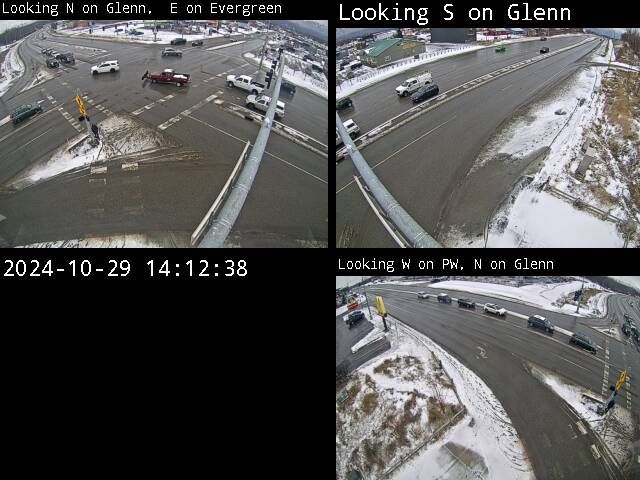 Looking N on Glenn,  E on Evergreen
Looking S on Glenn
2024-10-29 14:12:38
Looking W on PW, N on Glenn